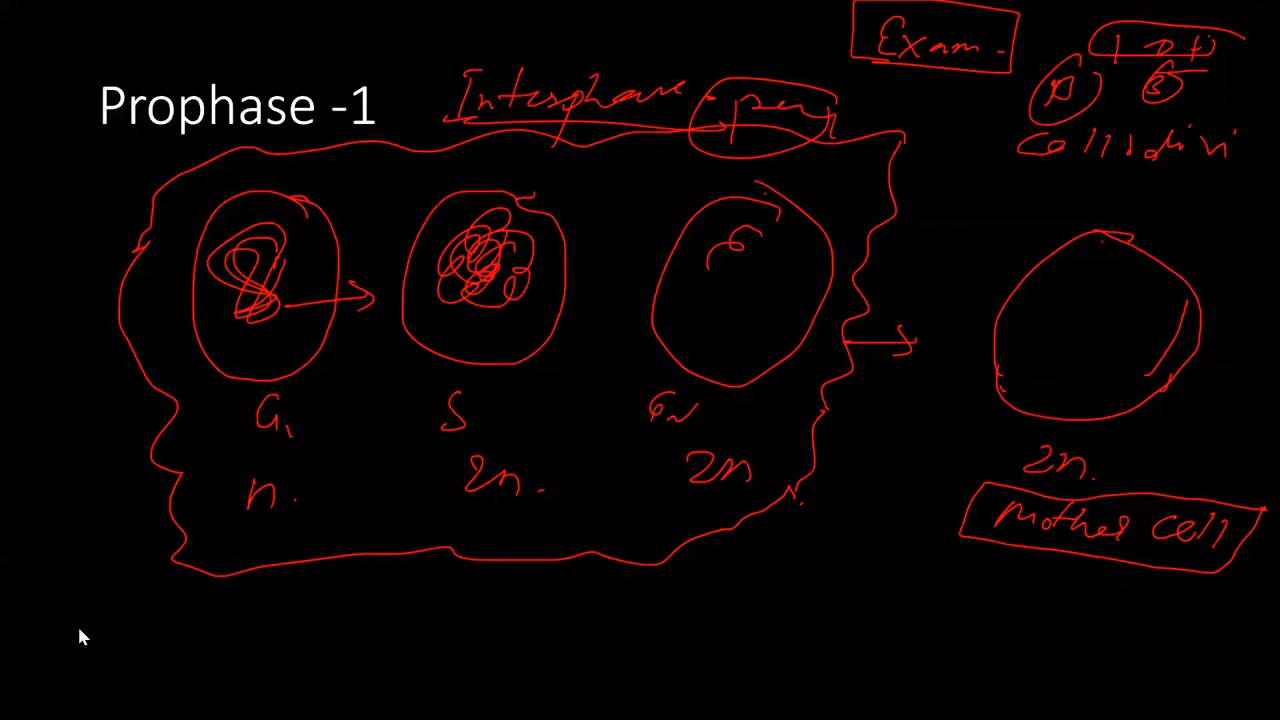 Exam-
Prophase -1
Interphase -
G1 S G2
n. 2n. 2n
2n.
Mother cell